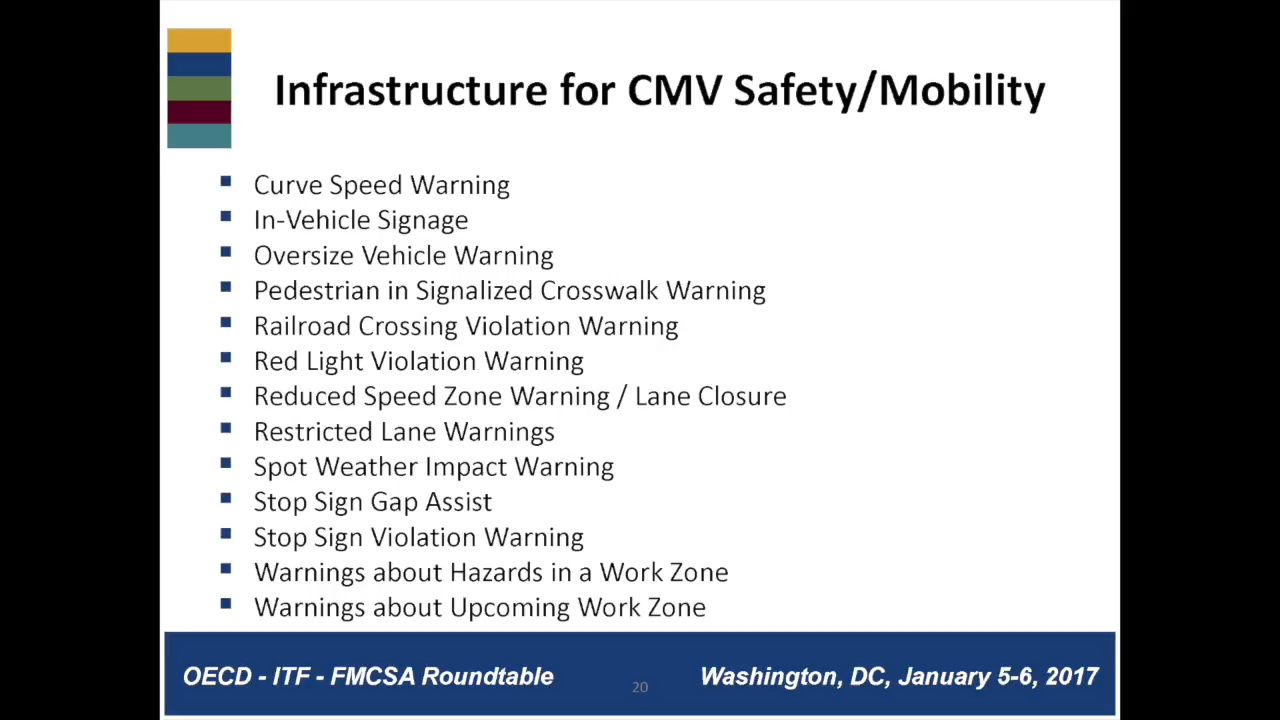 Infrastructure for CMV Safety/Mobility
Curve Speed Warning
In-Vehicle Signage
Oversize Vehicle Warning
Pedestrian in Signalized Crosswalk Warning
Railroad Crossing Violation Warning
Red Light Violation Warning
Reduced Speed Zone Warning / Lane Closure
Restricted Lane Warnings
Spot Weather Impact Warning
Stop Sign Gap Assist
Stop Sign Violation Warning
Warnings about Hazards in a Work Zone
Warnings about Upcoming Work Zone
OECD - ITF - FMCSA Roundtable
20
Washington, DC, January 5-6, 2017